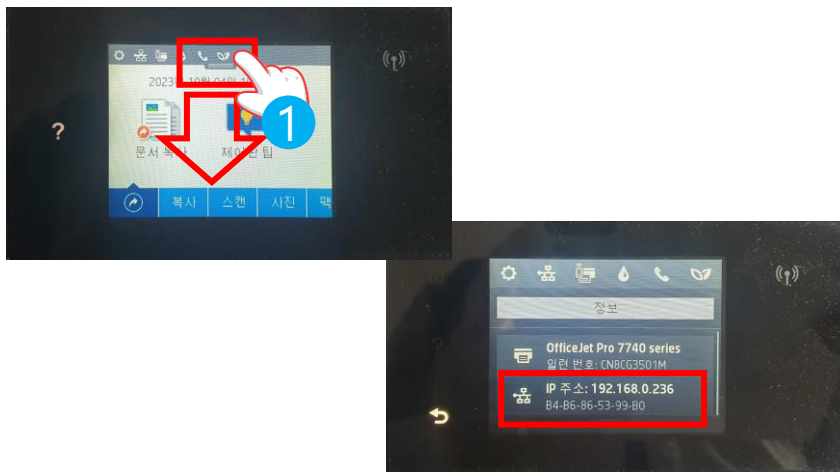 2023년 10월 04일
문서 복사
제어판 팁
복사
스캔
사진
팩
?
1
정보
OfficeJet Pro 7740 series
일련 번호: CN8CG3501M
IP 주소: 192.168.0.236
B4-B6-86-53-99-B0